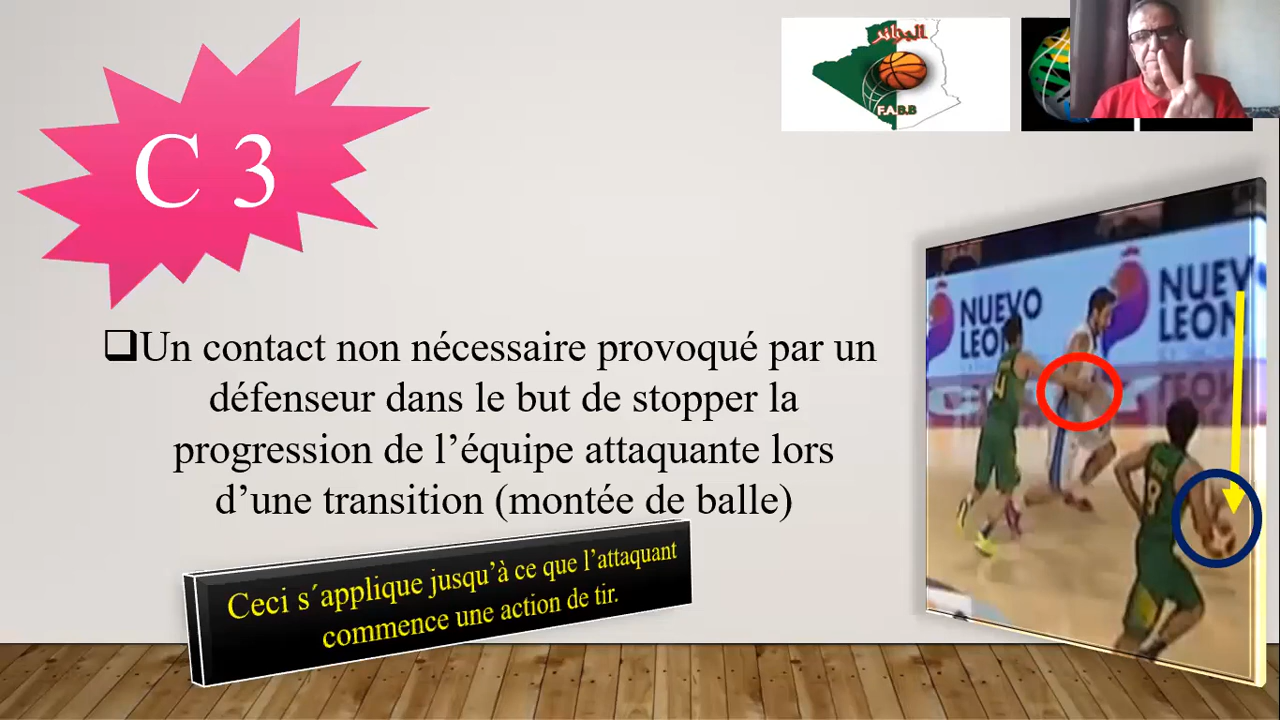 C 3
الجزائر
F.A.B.B
❑Un contact non nécessaire provoqué par un
défenseur dans le but de stopper la
progression de l’équipe attaquante lors
d’une transition (montée de balle)
Ceci s´applique jusqu’à ce que l’attaquant
commence une action de tir.
NUEVO
LEÓN
NUEVO
LEÓN